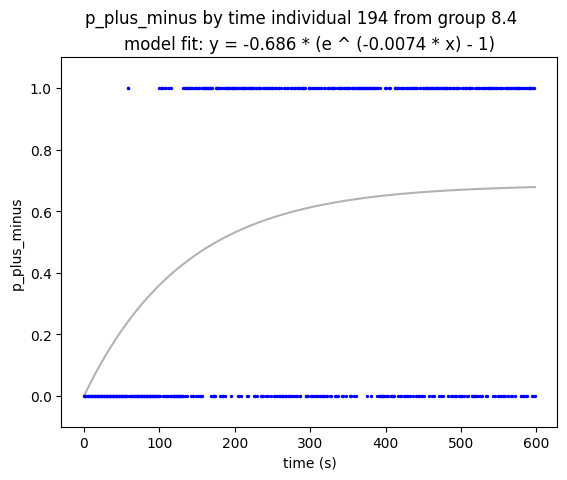 p_plus_minus by time individual 194 from group 8.4
model fit: y = -0.686 * (e ^ (-0.0074 * x) - 1)
1.0
0.8
0.6
0.4
0.2
0.0
p_plus_minus
0 100 200 300 400 500 600
time (s)